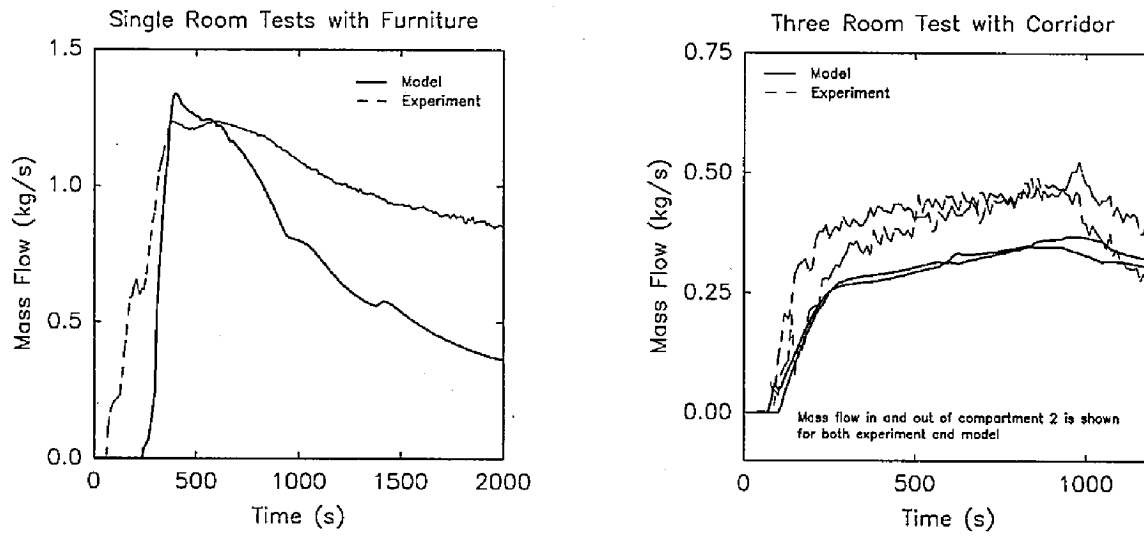 Single Room Tests with Furniture
1.5
1.0
0.5
0.0
Mass Flow (kg/s)
Model
Experiment
0
500
1000
1500
2000
Time (s)
Three Room Test with Corridor
0.75
0.50
0.25
0.00
Mass Flow (kg/s)
Model
Experiment
Mass flow in and out of compartment 2 is shown
for both experiment and model
0
500
1000
Time (s)